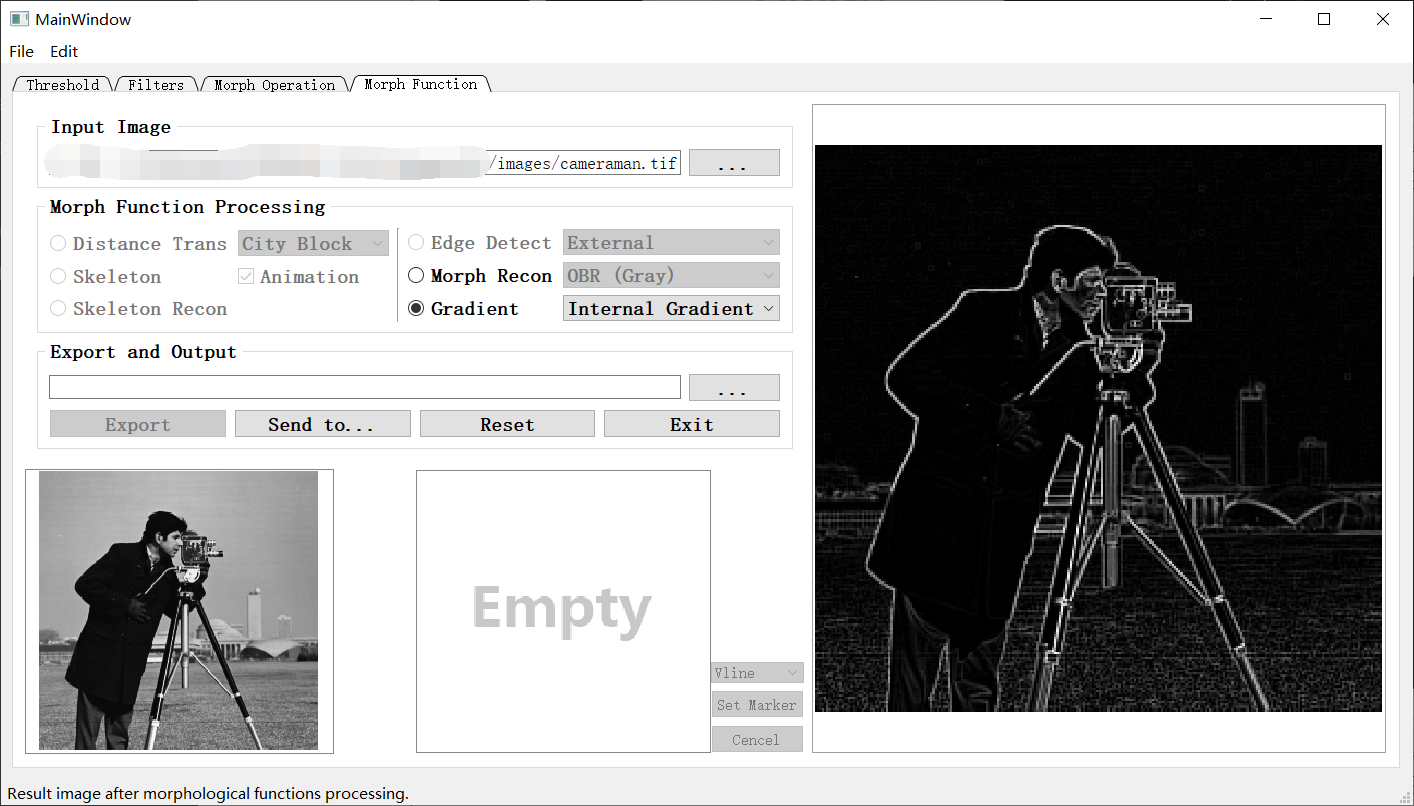 MainWindow
File Edit
Threshold Filters Morph Operation Morph Function
Input Image
/images/cameraman.tif ...
Morph Function Processing
Distance Trans City Block
Skeleton Animation
Skeleton Recon
Edge Detect External
Morph Recon OBR (Gray)
Gradient Internal Gradient
Export and Output
...
Export Send to... Reset Exit
Empty
Vline
Set Marker
Cencel
Result image after morphological functions processing.